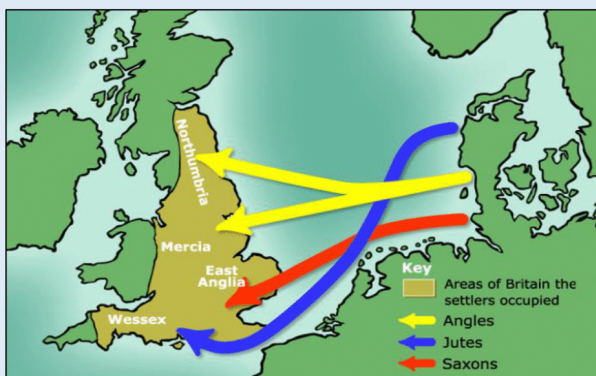 Northumbria
Mercia
East
Anglia
Wessex
Key
Areas of Britain the
settlers occupied
Angles
Jutes
Saxons